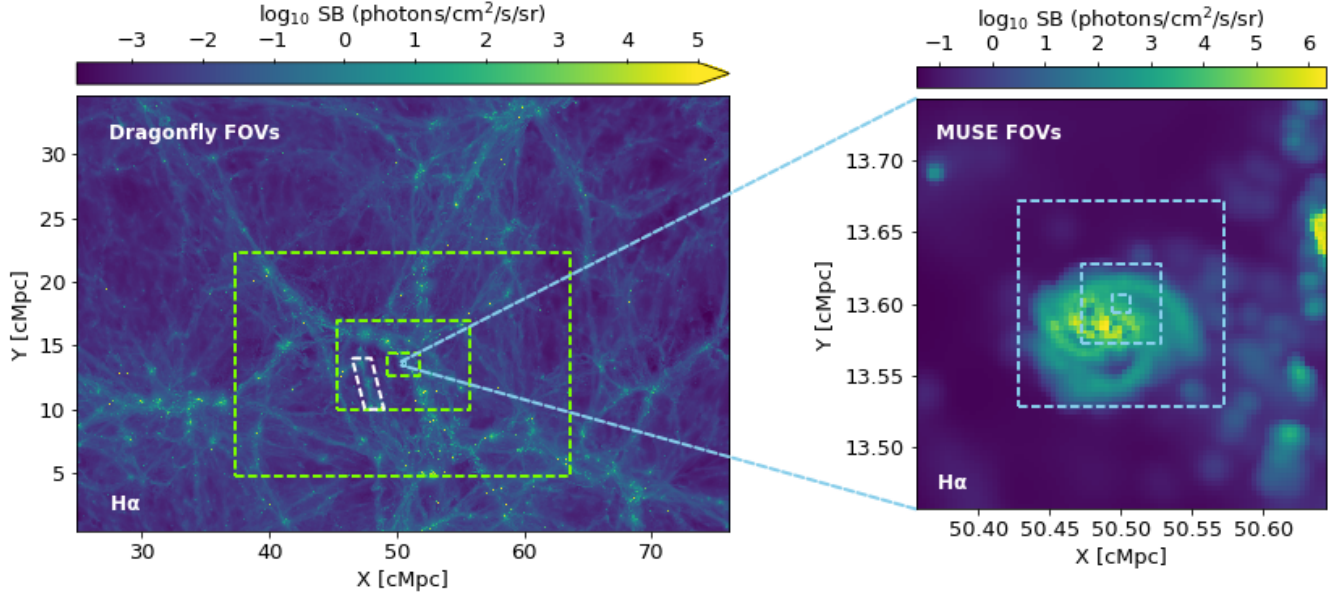 log₁₀ SB (photons/cm²/s/sr)
−3 −2 −1 0 1 2 3 4 5
Dragonfly FOVs
30
25
20
15
10
5
Y [cMpc]
Hα
30 40 50 60 70
X [cMpc]
log₁₀ SB (photons/cm²/s/sr)
−1 0 1 2 3 4 5 6
MUSE FOVs
13.70
13.65
13.60
13.55
13.50
Y [cMpc]
Hα
50.40 50.45 50.50 50.55 50.60
X [cMpc]